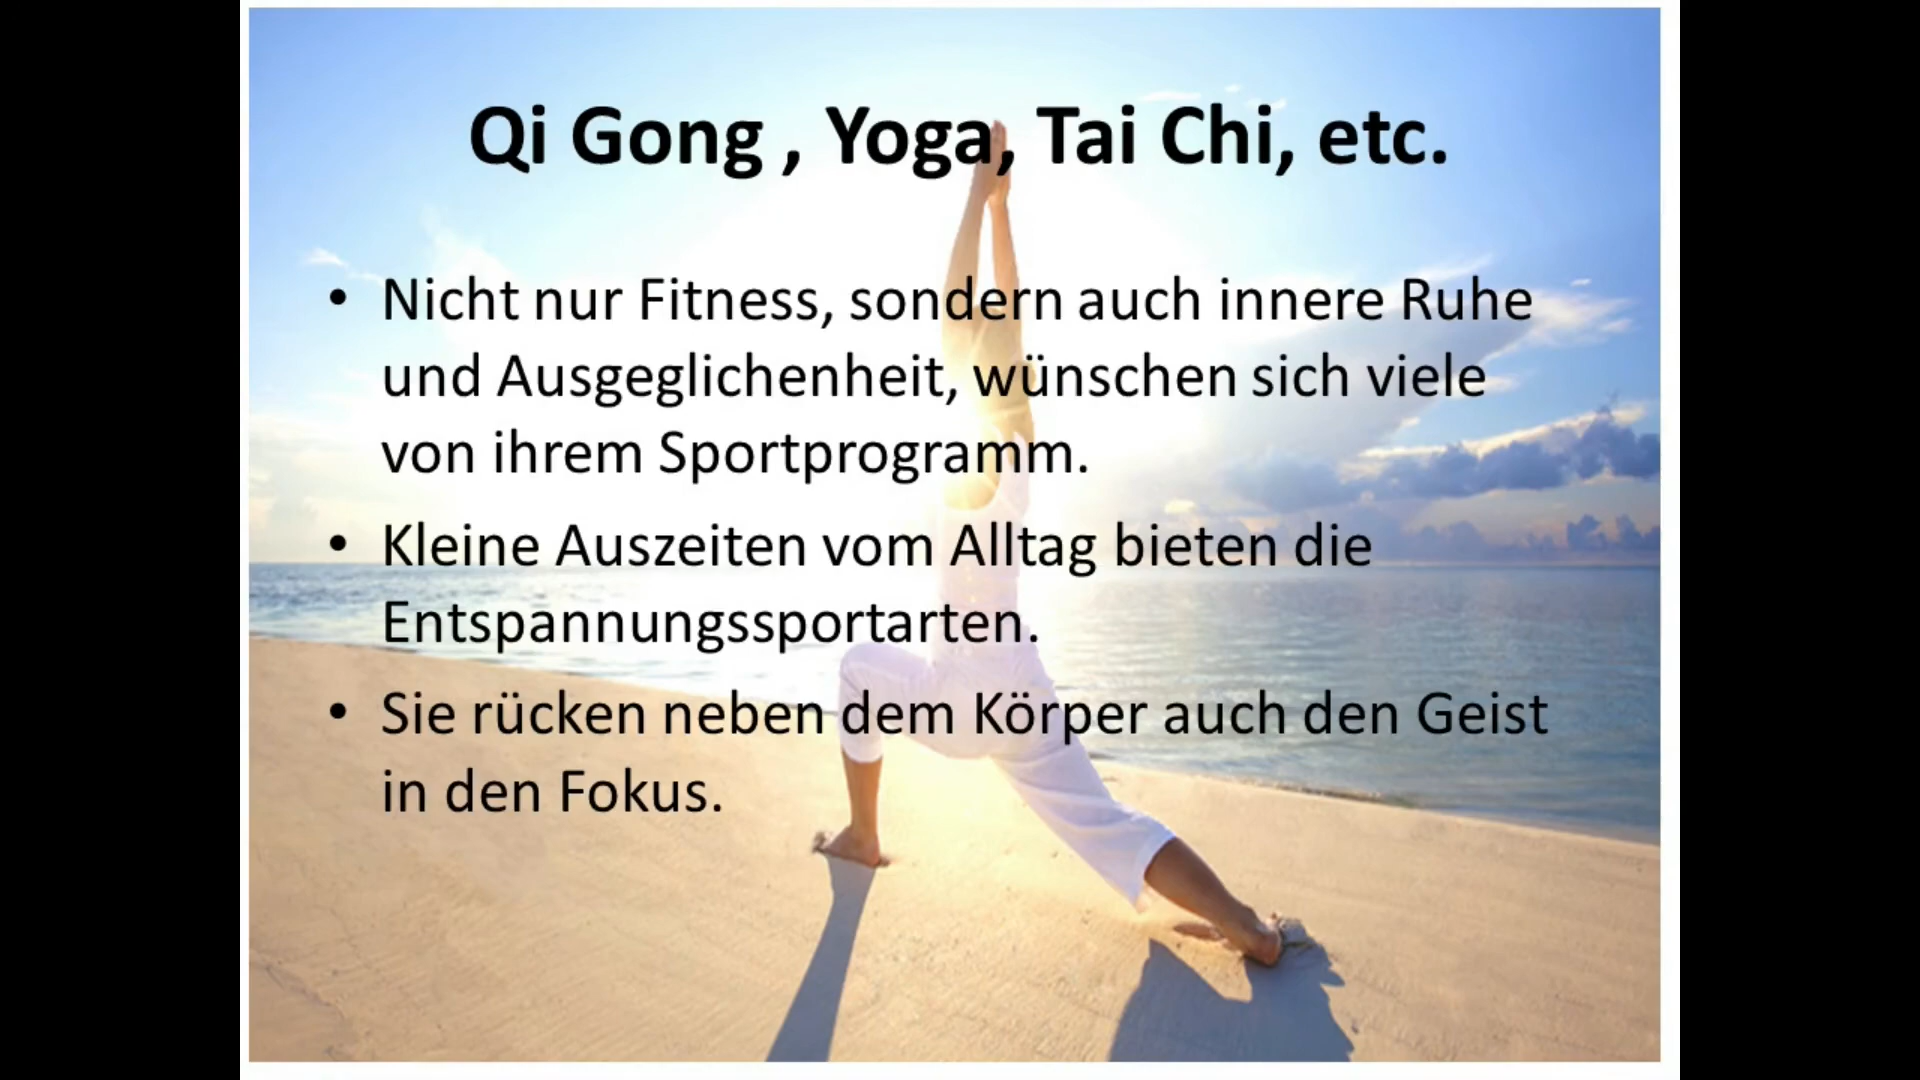 Qi Gong , Yoga, Tai Chi, etc.
• Nicht nur Fitness, sondern auch innere Ruhe
und Ausgeglichenheit, wünschen sich viele
von ihrem Sportprogramm.
• Kleine Auszeiten vom Alltag bieten die
Entspannungssportarten.
• Sie rücken neben dem Körper auch den Geist
in den Fokus.